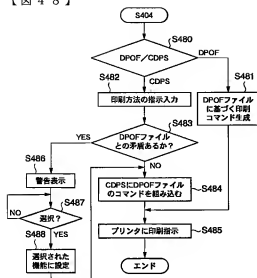 【図48】
S404
S480
DPOF/CDPS
DPOF
S482
CDPS
S481
印刷方法の指示入力
DPOFファイル
に基づく印刷
コマンド生成
S483
YES
DPOFファイル
との矛盾あるか?
S486
NO
警告表示
S487
NO
選択?
CDPSにDPOFファイル
のコマンドを組み込む
S484
S488
YES
選択された
機能に設定
プリンタに印刷指示
S485
エンド